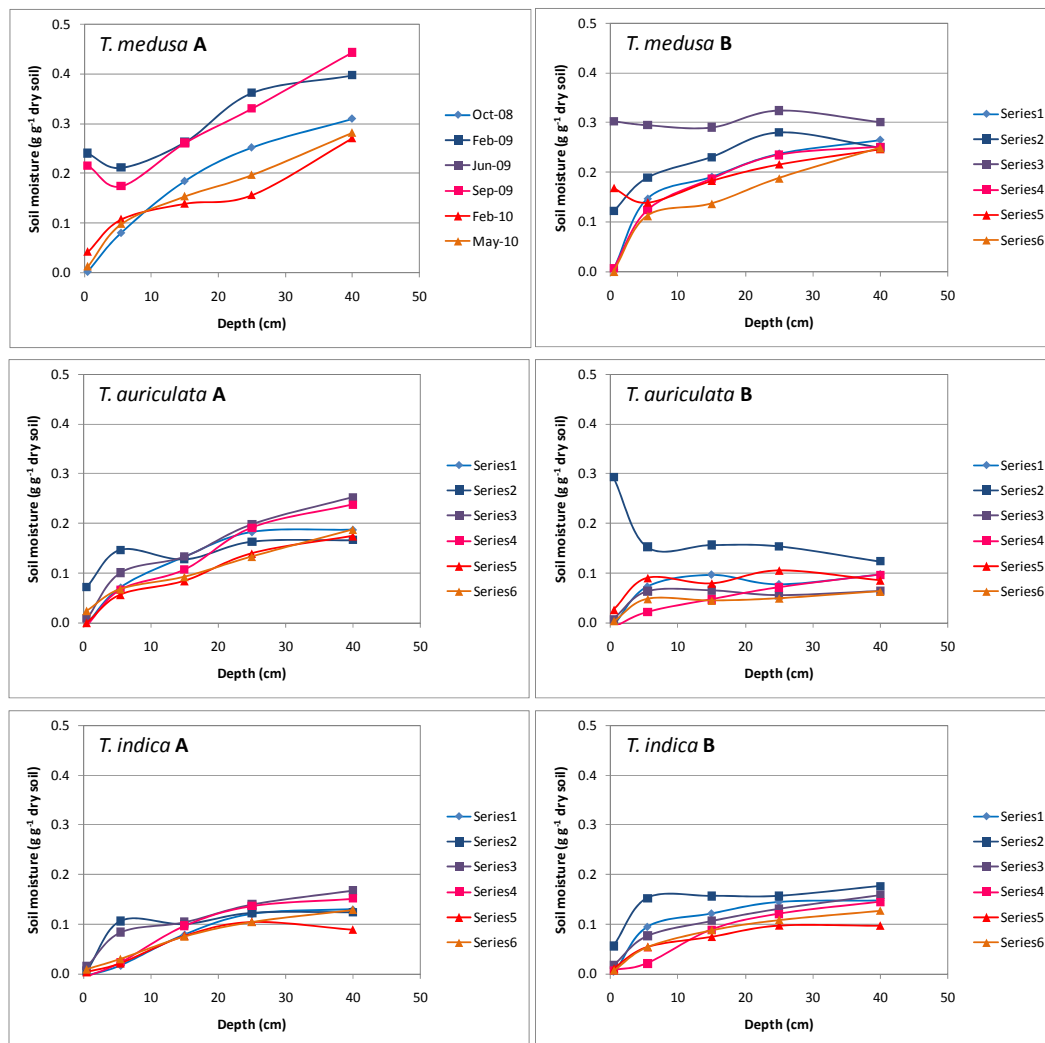 T. medusa A
Soil moisture (g g-1 dry soil)
0.5
0.4
0.3
0.2
0.1
0.0
0 10 20 30 40 50
Depth (cm)
Oct-08
Feb-09
Jun-09
Sep-09
Feb-10
May-10
T. medusa B
Soil moisture (g g-1 dry soil)
0.5
0.4
0.3
0.2
0.1
0.0
0 10 20 30 40 50
Depth (cm)
Series1
Series2
Series3
Series4
Series5
Series6
T. auriculata A
Soil moisture (g g-1 dry soil)
0.5
0.4
0.3
0.2
0.1
0.0
0 10 20 30 40 50
Depth (cm)
Series1
Series2
Series3
Series4
Series5
Series6
T. auriculata B
Soil moisture (g g-1 dry soil)
0.5
0.4
0.3
0.2
0.1
0.0
0 10 20 30 40 50
Depth (cm)
Series1
Series2
Series3
Series4
Series5
Series6
T. indica A
Soil moisture (g g-1 dry soil)
0.5
0.4
0.3
0.2
0.1
0.0
0 10 20 30 40 50
Depth (cm)
Series1
Series2
Series3
Series4
Series5
Series6
T. indica B
Soil moisture (g g-1 dry soil)
0.5
0.4
0.3
0.2
0.1
0.0
0 10 20 30 40 50
Depth (cm)
Series1
Series2
Series3
Series4
Series5
Series6